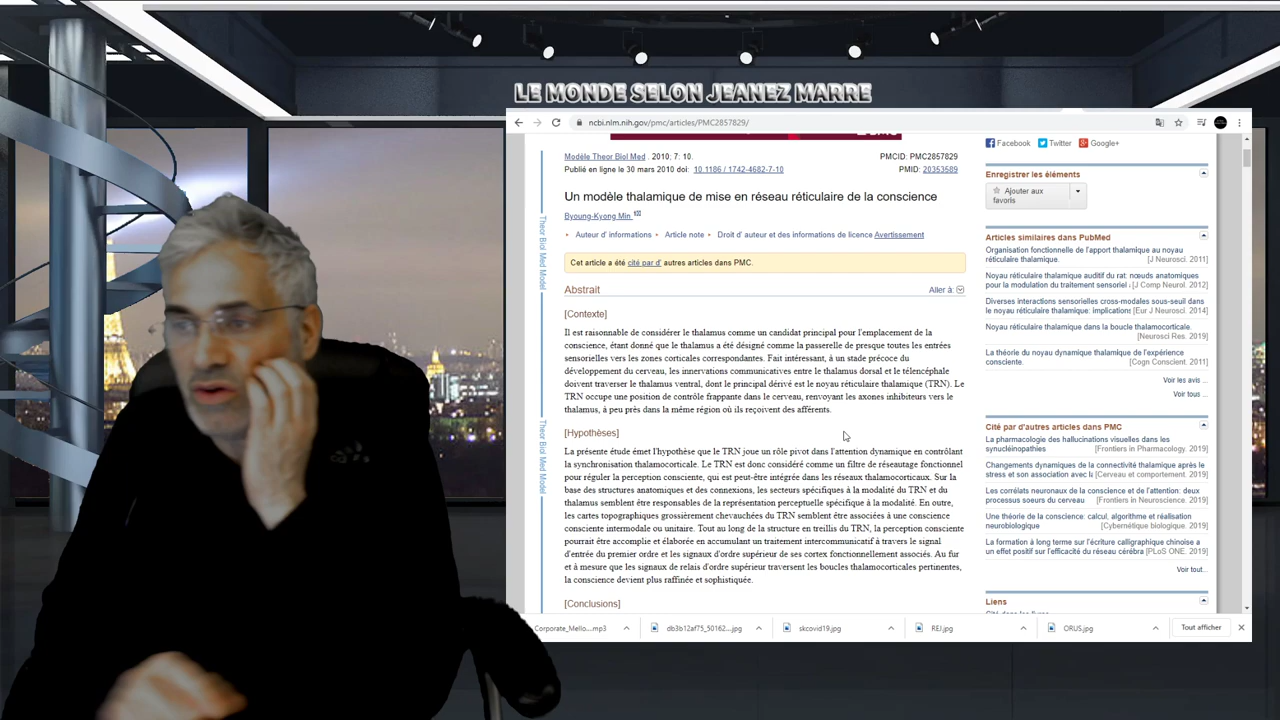 LE MONDE SELON JEANEZ MARRE
ncbi.nlm.nih.gov/pmc/articles/PMC2857829/
Facebook Twitter Google+
Modèle Theor Biol Med . 2010; 7: 10.
PMCID: PMC2857829
Publié en ligne le 30 mars 2010 doi: 10.1186 / 1742-4682-7-10
PMID: 20353589
Un modèle thalamique de mise en réseau réticulaire de la conscience
Byoung-Kyong Min
Auteur d' informations Article note Droit d' auteur et des informations de licence Avertissement
Cet article a été cité par d' autres articles dans PMC.
Abstrait
Aller à:
[Contexte]
Il est raisonnable de considérer le thalamus comme un candidat principal pour l'emplacement de la
conscience, étant donné que le thalamus a été désigné comme la passerelle de presque toutes les entrées
sensorielles vers les zones corticales correspondantes. Fait intéressant, à un stade précoce du
développement du cerveau, les innervations communicatives entre le thalamus dorsal et le télencéphale
doivent traverser le thalamus ventral, dont le principal dérivé est le noyau réticulaire thalamique (TRN). Le
TRN occupe une position de contrôle frappante dans le cerveau, renvoyant les axones inhibiteurs vers le
thalamus, à peu près dans la même région où ils reçoivent des afférents.
[Hypothèses]
La présente étude émet l'hypothèse que le TRN joue un rôle pivot dans l'attention dynamique en contrôlant
la synchronisation thalamocorticale. Le TRN est donc considéré comme un filtre de réseautage fonctionnel
pour réguler la perception consciente, qui est peut-être intégrée dans les réseaux thalamocorticaux. Sur la
base des structures anatomiques et des connexions, les secteurs spécifiques à la modalité du TRN et du
thalamus semblent être responsables de la représentation perceptuelle spécifique à la modalité. En outre,
les cartes topographiques grossièrement chevauchées du TRN semblent être associées à une conscience
consciente intermodale ou unitaire. Tout au long de la structure en treillis du TRN, la perception consciente
pourrait être accomplie et élaborée en accumulant un traitement intercommunicatif à travers le signal
d'entrée du premier ordre et les signaux d'ordre supérieur de ses cortex fonctionnellement associés. Au fur
et à mesure que les signaux de relais d'ordre supérieur traversent les boucles thalamocorticales pertinentes,
la conscience devient plus raffinée et sophistiquée.
[Conclusions]
Theor Biol Med Model
Theor Biol Med Model
Enregistrer les éléments
Ajouter aux
favoris
Articles similaires dans PubMed
Organisation fonctionnelle de l'apport thalamique au noyau
réticulaire thalamique. [J Neurosci. 2011]
Noyau réticulaire thalamique auditif du rat: nœuds anatomiques
pour la modulation du traitement sensoriel [J Comp Neurol. 2012]
Diverses interactions sensorielles cross-modales sous-seuil dans
le noyau réticulaire thalamique: implications [Eur J Neurosci. 2014]
Noyau réticulaire thalamique dans la boucle thalamocorticale.
[Neurosci Res. 2019]
La théorie du noyau dynamique thalamique de l'expérience
consciente. [Cogn Conscient. 2011]
Voir les avis ...
Voir tous ...
Cité par d'autres articles dans PMC
La pharmacologie des hallucinations visuelles dans les
synucléinopathies [Frontiers in Pharmacology. 2019]
Changements dynamiques de la connectivité thalamique après le
stress et son association avec l [Cerveau et comportement. 2019]
Les corrélats neuronaux de la conscience et de l'attention: deux
processus soeurs du cerveau [Frontiers in Neuroscience. 2019]
Une théorie de la conscience: calcul, algorithme et réalisation
neurobiologique [Cybernétique biologique. 2019]
La formation à long terme sur l'écriture calligraphique chinoise a
un effet positif sur l'efficacité du réseau cérébra [PLoS ONE. 2019]
Voir tout...
Liens
Corporate_Melio....mp3
db3b12af75_50162....jpg
skcovid19.jpg
REI.jpg
ORUS.jpg
Tout afficher